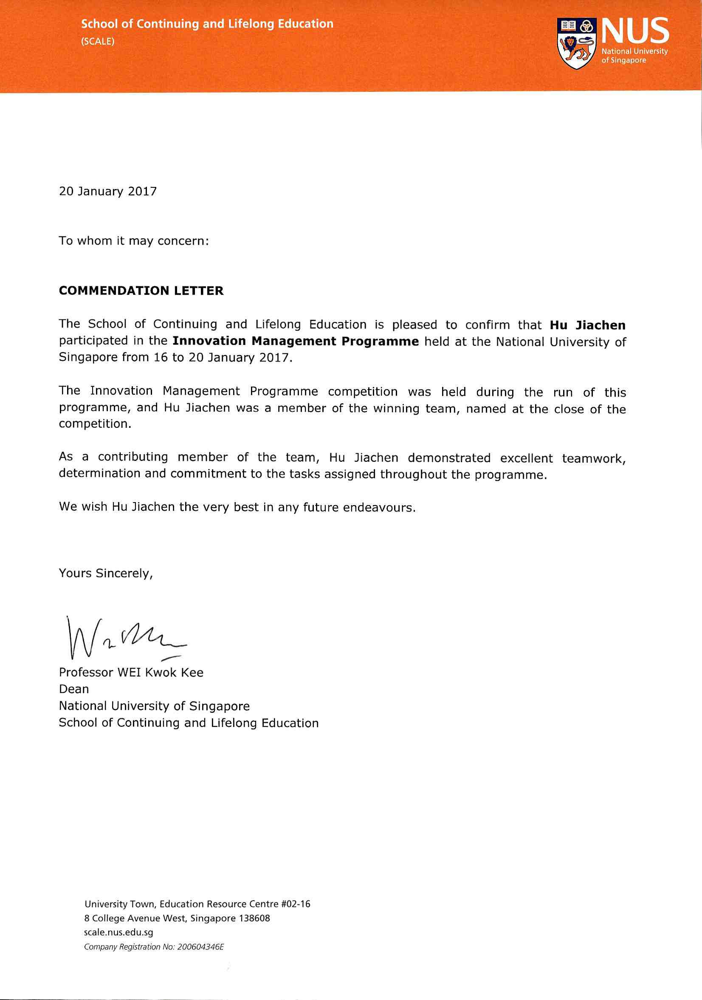 School of Continuing and Lifelong Education
(SCALE)
NUS
National University
of Singapore
20 January 2017
To whom it may concern:
COMMENDATION LETTER
The School of Continuing and Lifelong Education is pleased to confirm that Hu Jiachen
participated in the Innovation Management Programme held at the National University of
Singapore from 16 to 20 January 2017.
The Innovation Management Programme competition was held during the run of this
programme, and Hu Jiachen was a member of the winning team, named at the close of the
competition.
As a contributing member of the team, Hu Jiachen demonstrated excellent teamwork,
determination and commitment to the tasks assigned throughout the programme.
We wish Hu Jiachen the very best in any future endeavours.
Yours Sincerely,
Professor WEI Kwok Kee
Dean
National University of Singapore
School of Continuing and Lifelong Education
University Town, Education Resource Centre #02-16
8 College Avenue West, Singapore 138608
scale.nus.edu.sg
Company Registration No: 200604346E